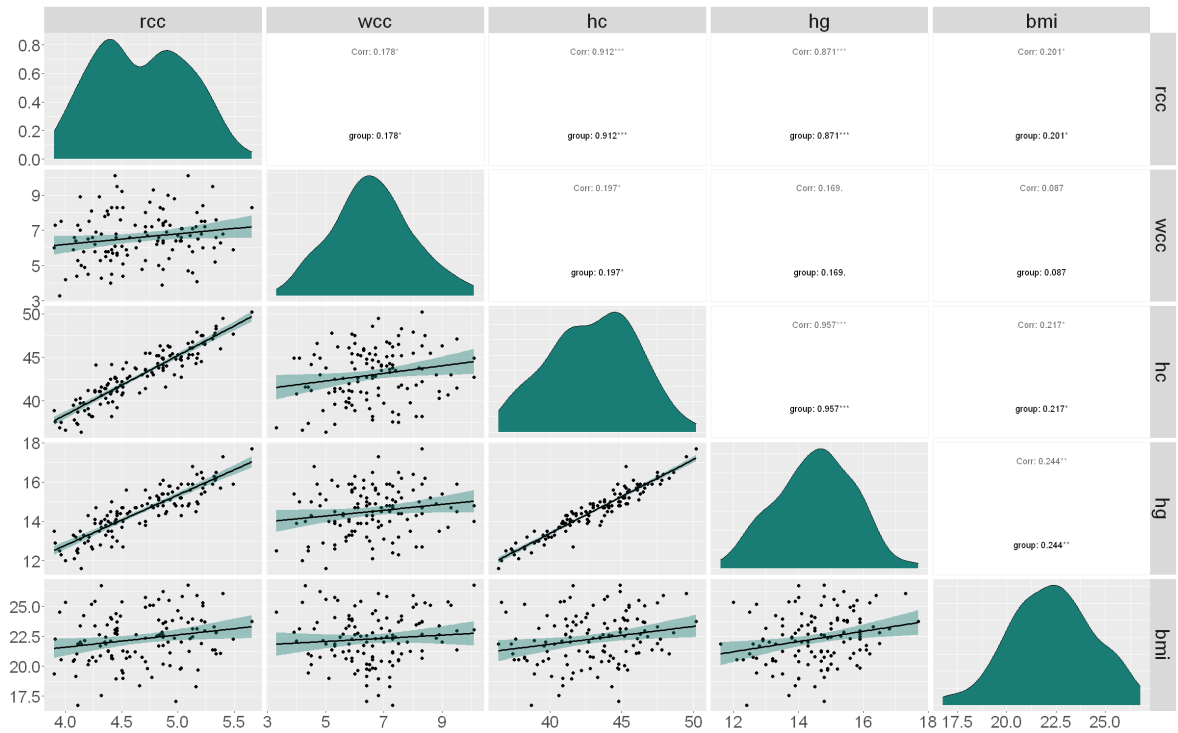 rcc wcc hc hg bmi
0.8
0.6
0.4
0.2
0.0
Corr: 0.178* Corr: 0.912*** Corr: 0.871*** Corr: 0.201*
group: 0.178* group: 0.912*** group: 0.871*** group: 0.201*
rcc
9
7
5
3
Corr: 0.197* Corr: 0.169. Corr: 0.087
group: 0.197* group: 0.169. group: 0.087
wcc
50
45
40
Corr: 0.957*** Corr: 0.217*
group: 0.957*** group: 0.217*
hc
18
16
14
12
Corr: 0.244**
group: 0.244**
hg
25.0
22.5
20.0
17.5
bmi
4.0 4.5 5.0 5.5 3 5 7 9 40 45 50 12 14 16 18 17.5 20.0 22.5 25.0